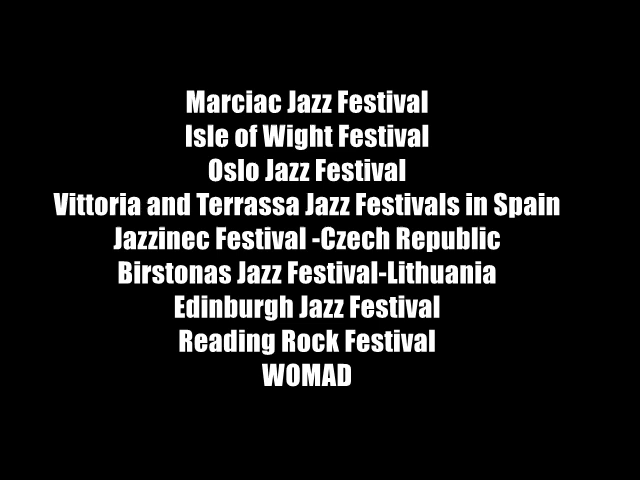 Marciac Jazz Festival
Isle of Wight Festival
Oslo Jazz Festival
Vittoria and Terrassa Jazz Festivals in Spain
Jazzinec Festival -Czech Republic
Birstonas Jazz Festival-Lithuania
Edinburgh Jazz Festival
Reading Rock Festival
WOMAD